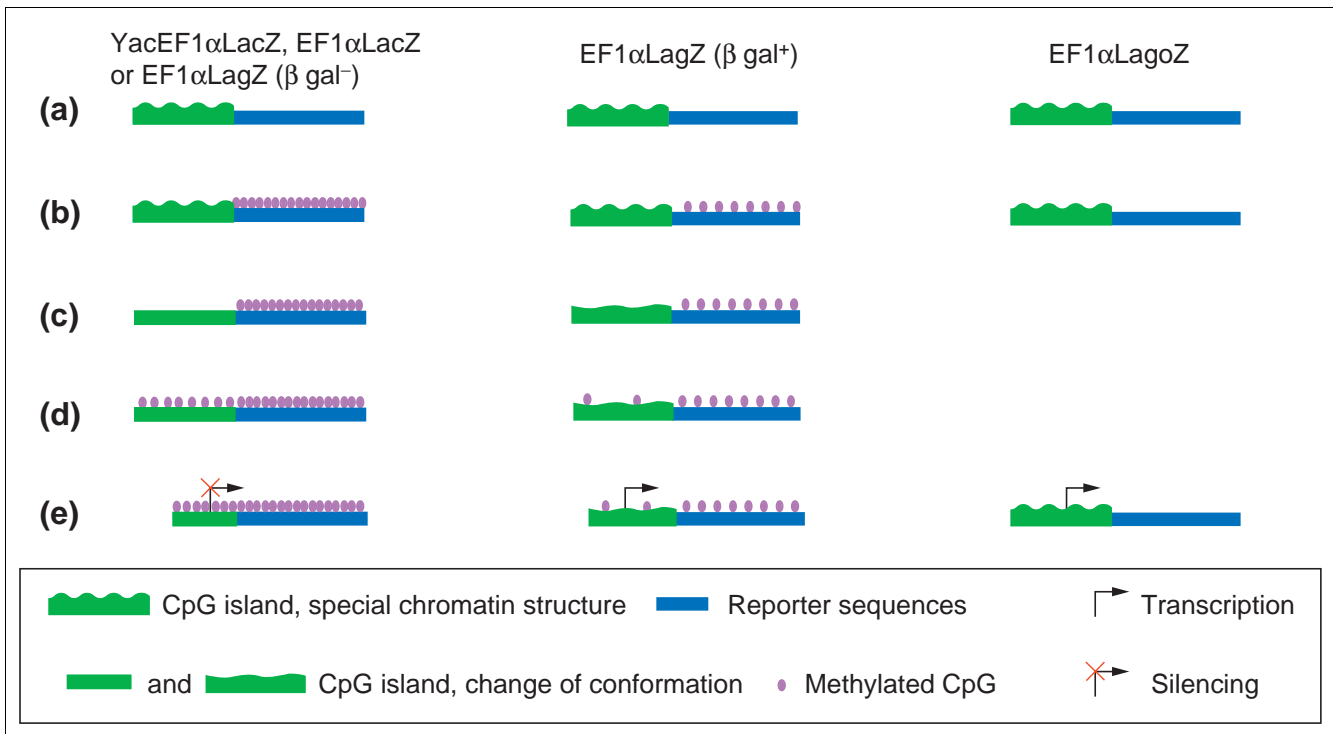 YacEF1αLacZ, EF1αLacZ
or EF1αLagZ (β gal⁻)
EF1αLagZ (β gal⁺)
EF1αLagoZ
(a)
(b)
(c)
(d)
(e)
CpG island, special chromatin structure
Reporter sequences
Transcription
and
CpG island, change of conformation
Methylated CpG
Silencing